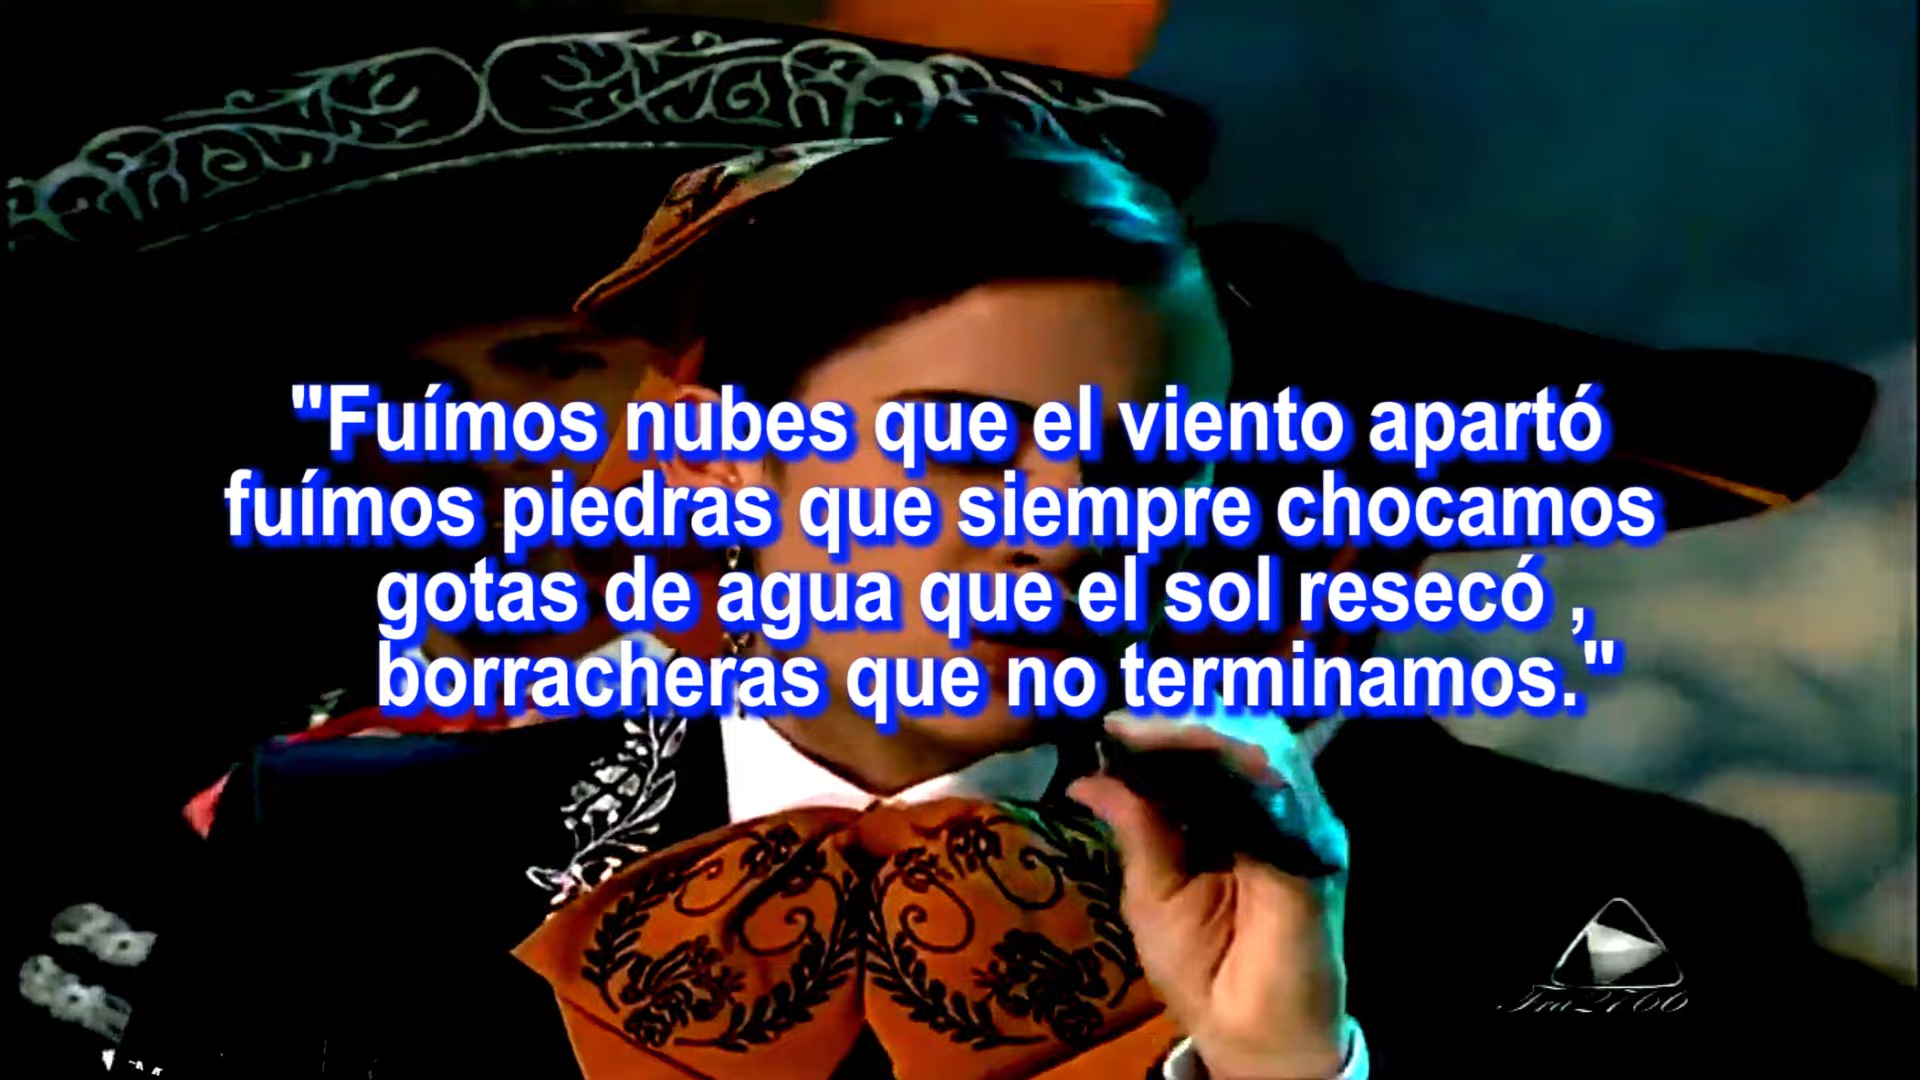 "Fuímos nubes que el viento apartó
fuímos piedras que siempre chocamos
gotas de agua que el sol resecó ,
borracheras que no terminamos."